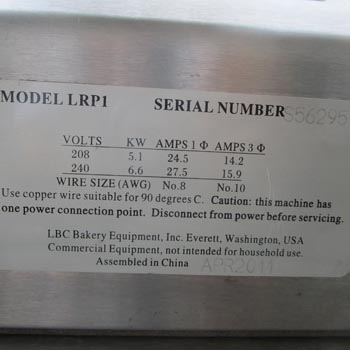 MODEL LRP1 SERIAL NUMBER S56295
VOLTS KW AMPS 1 Φ AMPS 3 Φ
208 5.1 24.5 14.2
240 6.6 27.5 15.9
WIRE SIZE (AWG) No.8 No.10
Use copper wire suitable for 90 degrees C. Caution: this machine has
one power connection point. Disconnect from power before servicing.
LBC Bakery Equipment, Inc. Everett, Washington, USA
Commercial Equipment, not intended for household use.
Assembled in China APR2011